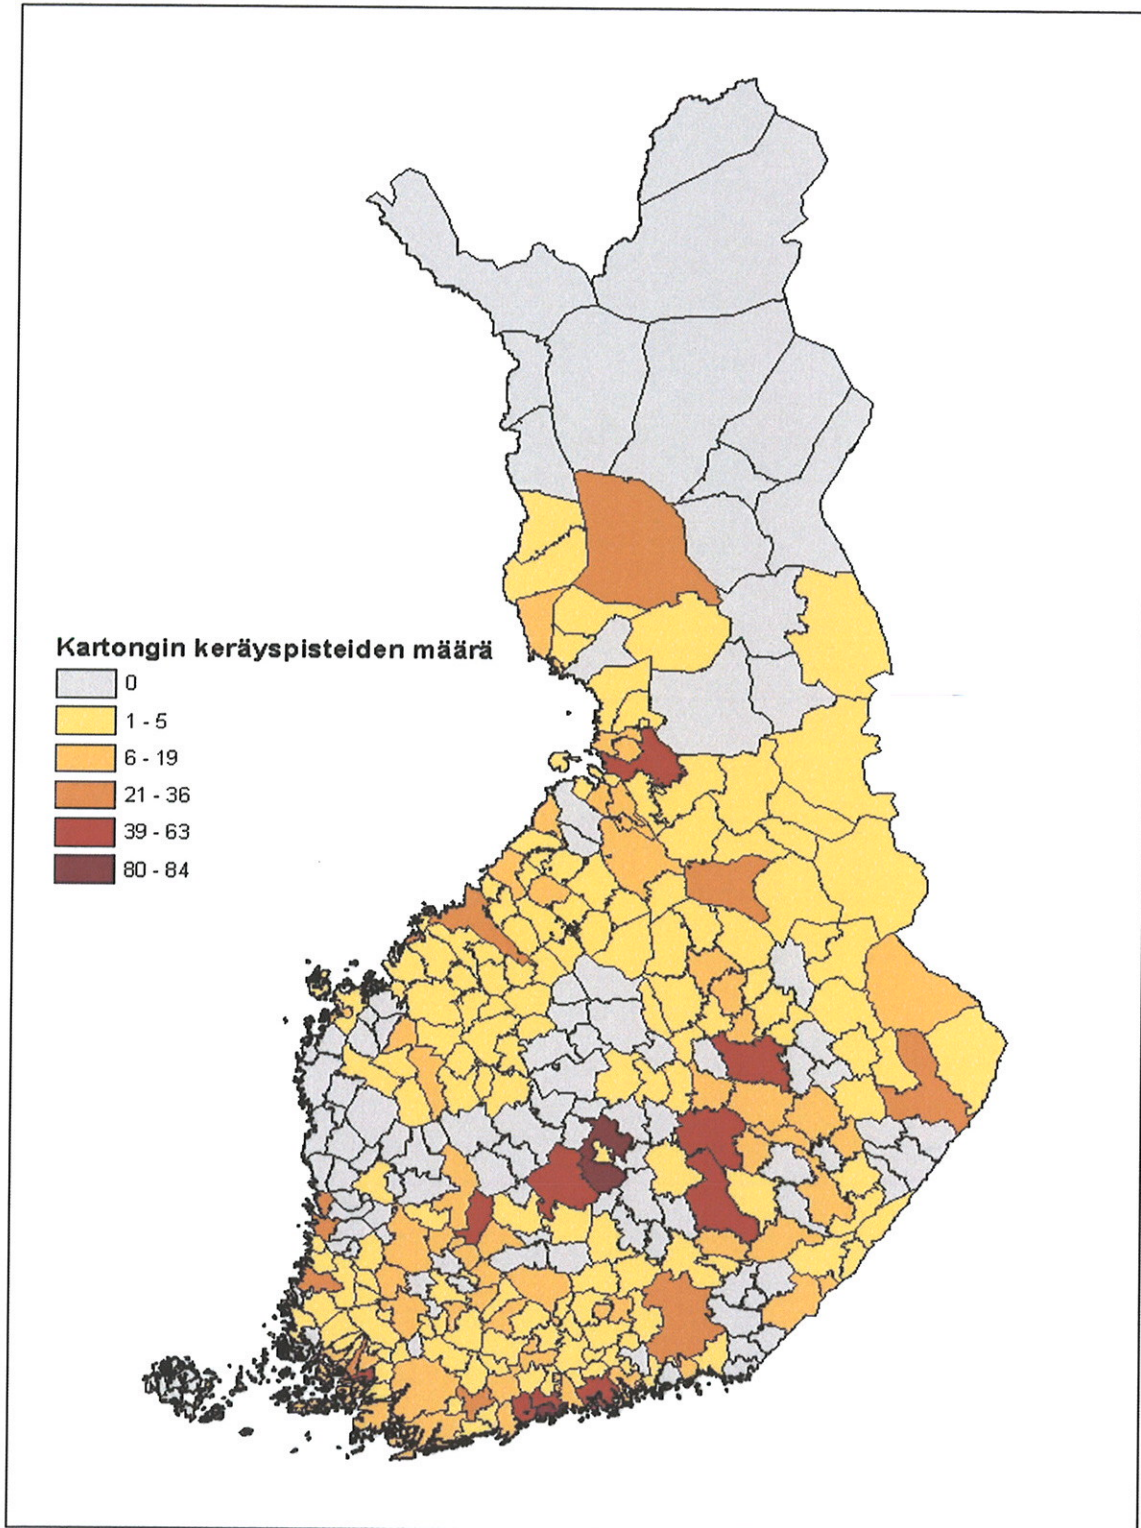 Kartongin keräyspisteiden määrä
0
1 - 5
6 - 19
21 - 36
39 - 63
80 - 84